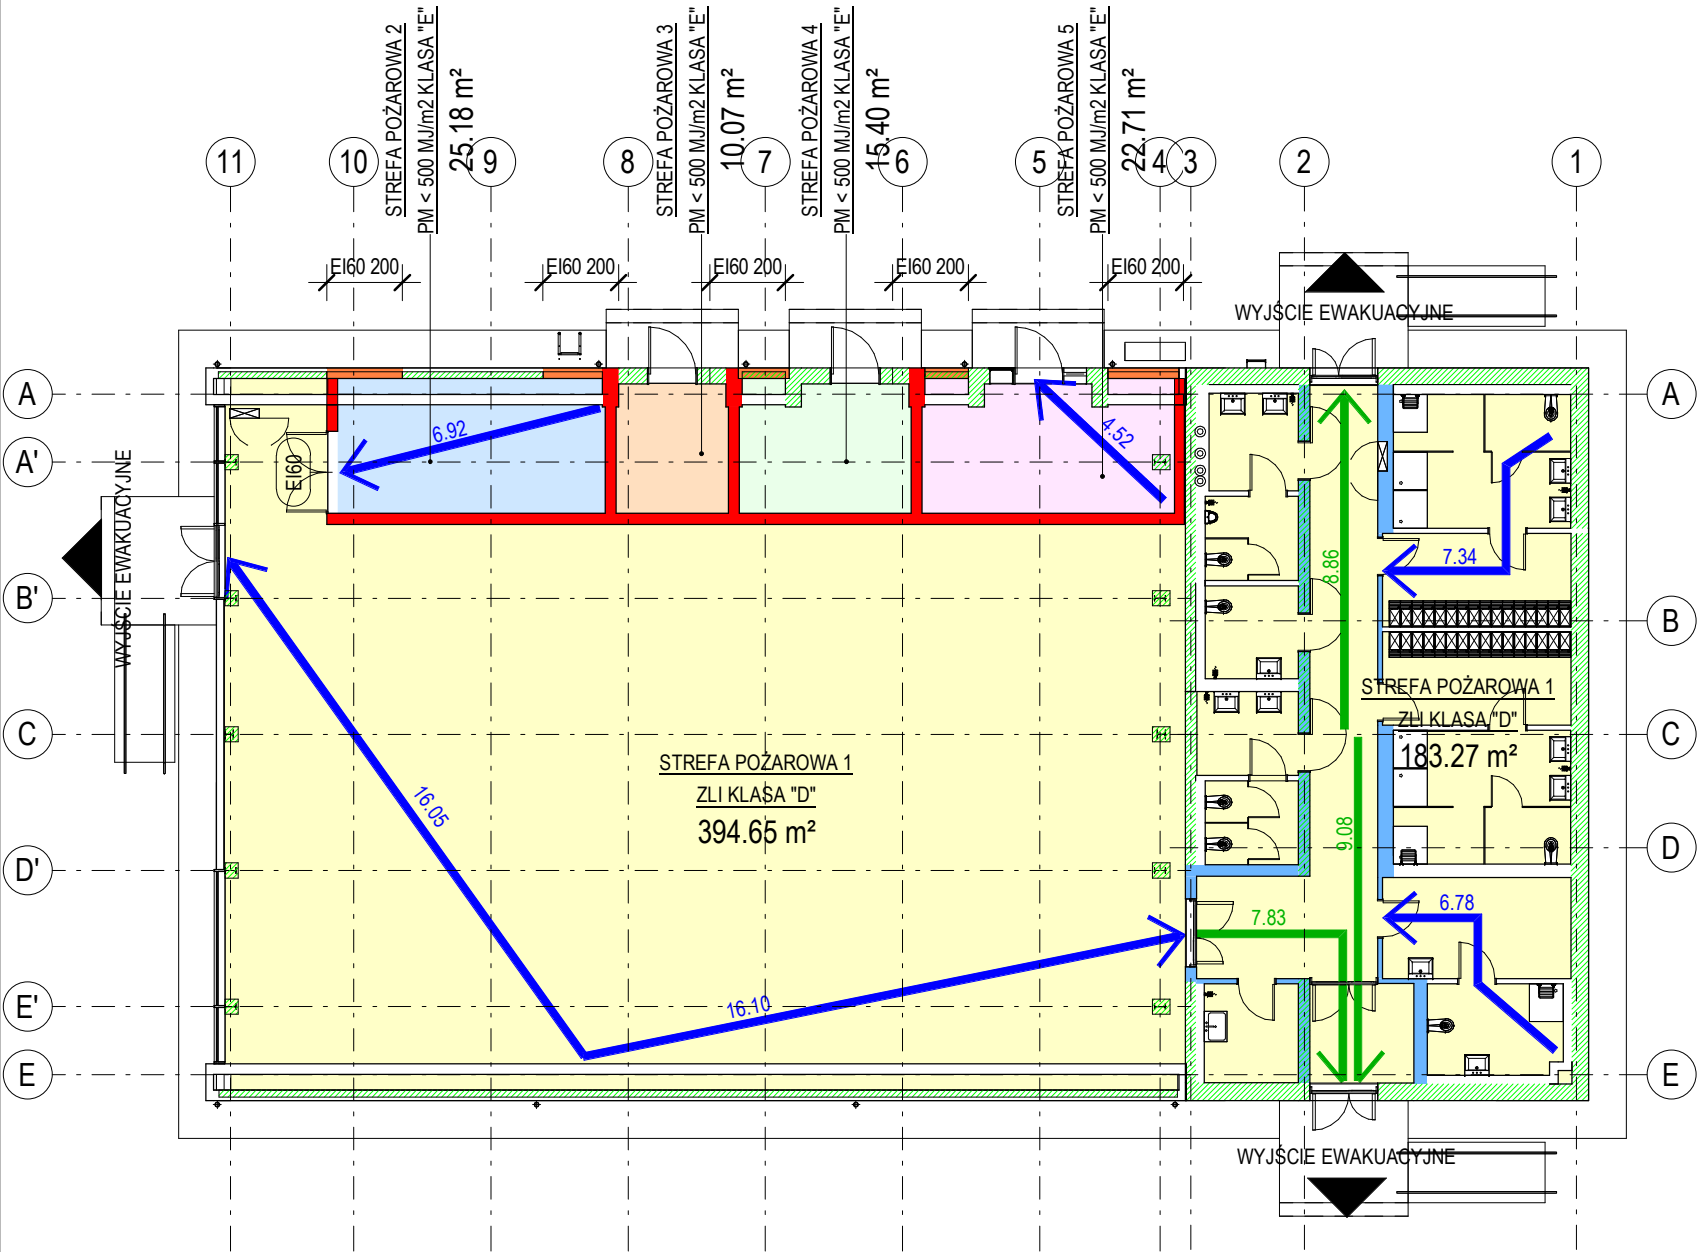 STREFA POŻAROWA 2
PM < 500 MJ/m2 KLASA "E"
25.18 m²
STREFA POŻAROWA 3
PM < 500 MJ/m2 KLASA "E"
10.07 m²
STREFA POŻAROWA 4
PM < 500 MJ/m2 KLASA "E"
15.40 m²
STREFA POŻAROWA 5
PM < 500 MJ/m2 KLASA "E"
22.71 m²
11 10 9 8 7 6 5 4 3 2 1
EI60 200 EI60 200 EI60 200 EI60 200 EI60 200
WYJŚCIE EWAKUACYJNE
A A
6.92 4.52
A'
EI60
WYJŚCIE EWAKUACYJNE
8.86 7.34
B'
B
STREFA POŻAROWA 1
ZLI KLASA "D"
183.27 m²
C C
STREFA POŻAROWA 1
ZLI KLASA "D"
394.65 m²
16.05 9.08
D
D'
7.83 6.78
E' 16.10
E E
WYJŚCIE EWAKUACYJNE